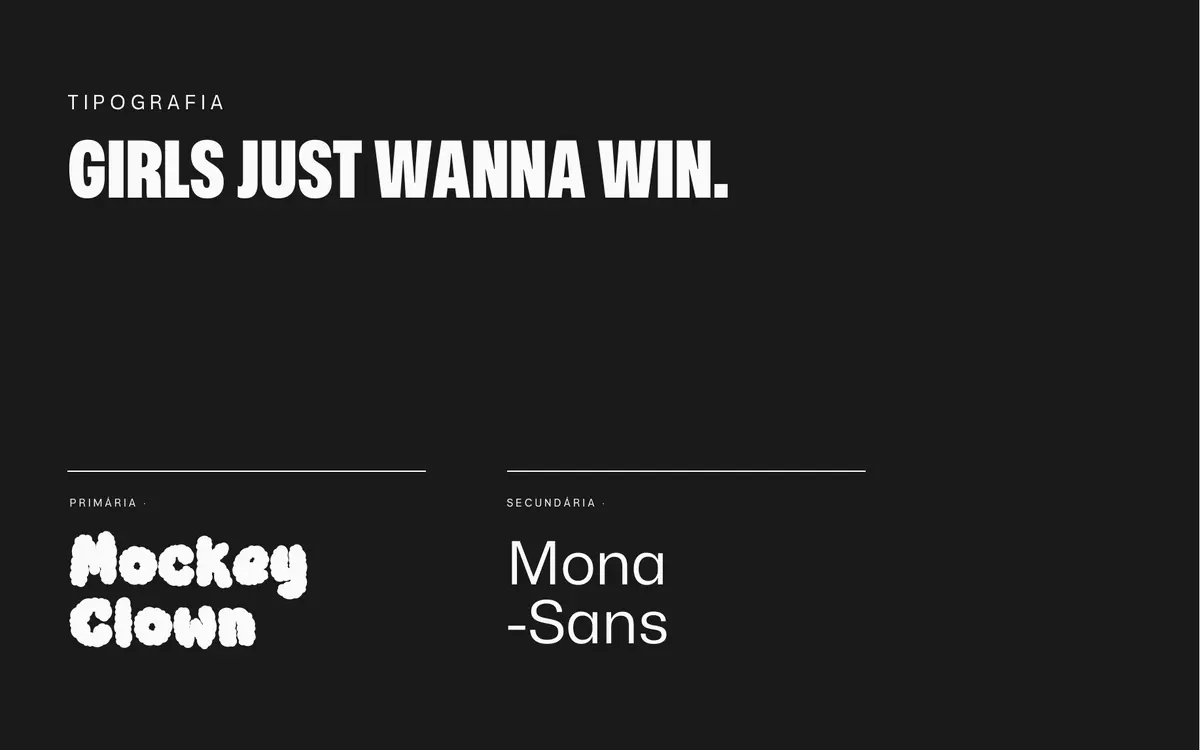 TIPOGRAFIA
GIRLS JUST WANNA WIN.
PRIMÁRIA ·
Mockey
Clown
SECUNDÁRIA ·
Mona
-Sans